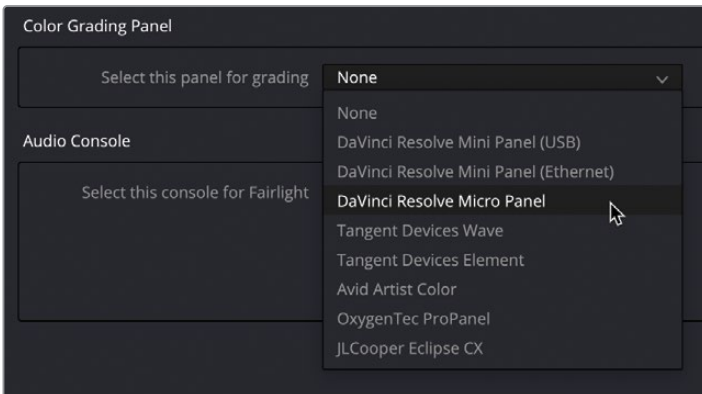 Color Grading Panel
Select this panel for grading None
None
DaVinci Resolve Mini Panel (USB)
Audio Console
DaVinci Resolve Mini Panel (Ethernet)
Select this console for Fairlight
DaVinci Resolve Micro Panel
Tangent Devices Wave
Tangent Devices Element
Avid Artist Color
OxygenTec ProPanel
JLCooper Eclipse CX